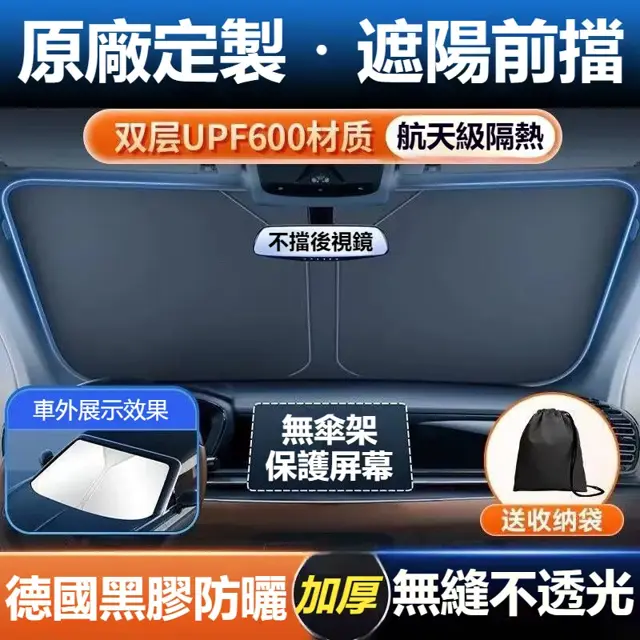 原廠定製·遮陽前擋
双层UPF600材质 航天級隔熱
不擋後視鏡
車外展示效果
無傘架
保護屏幕
送收纳袋
德國黑膠防曬 加厚 無縫不透光